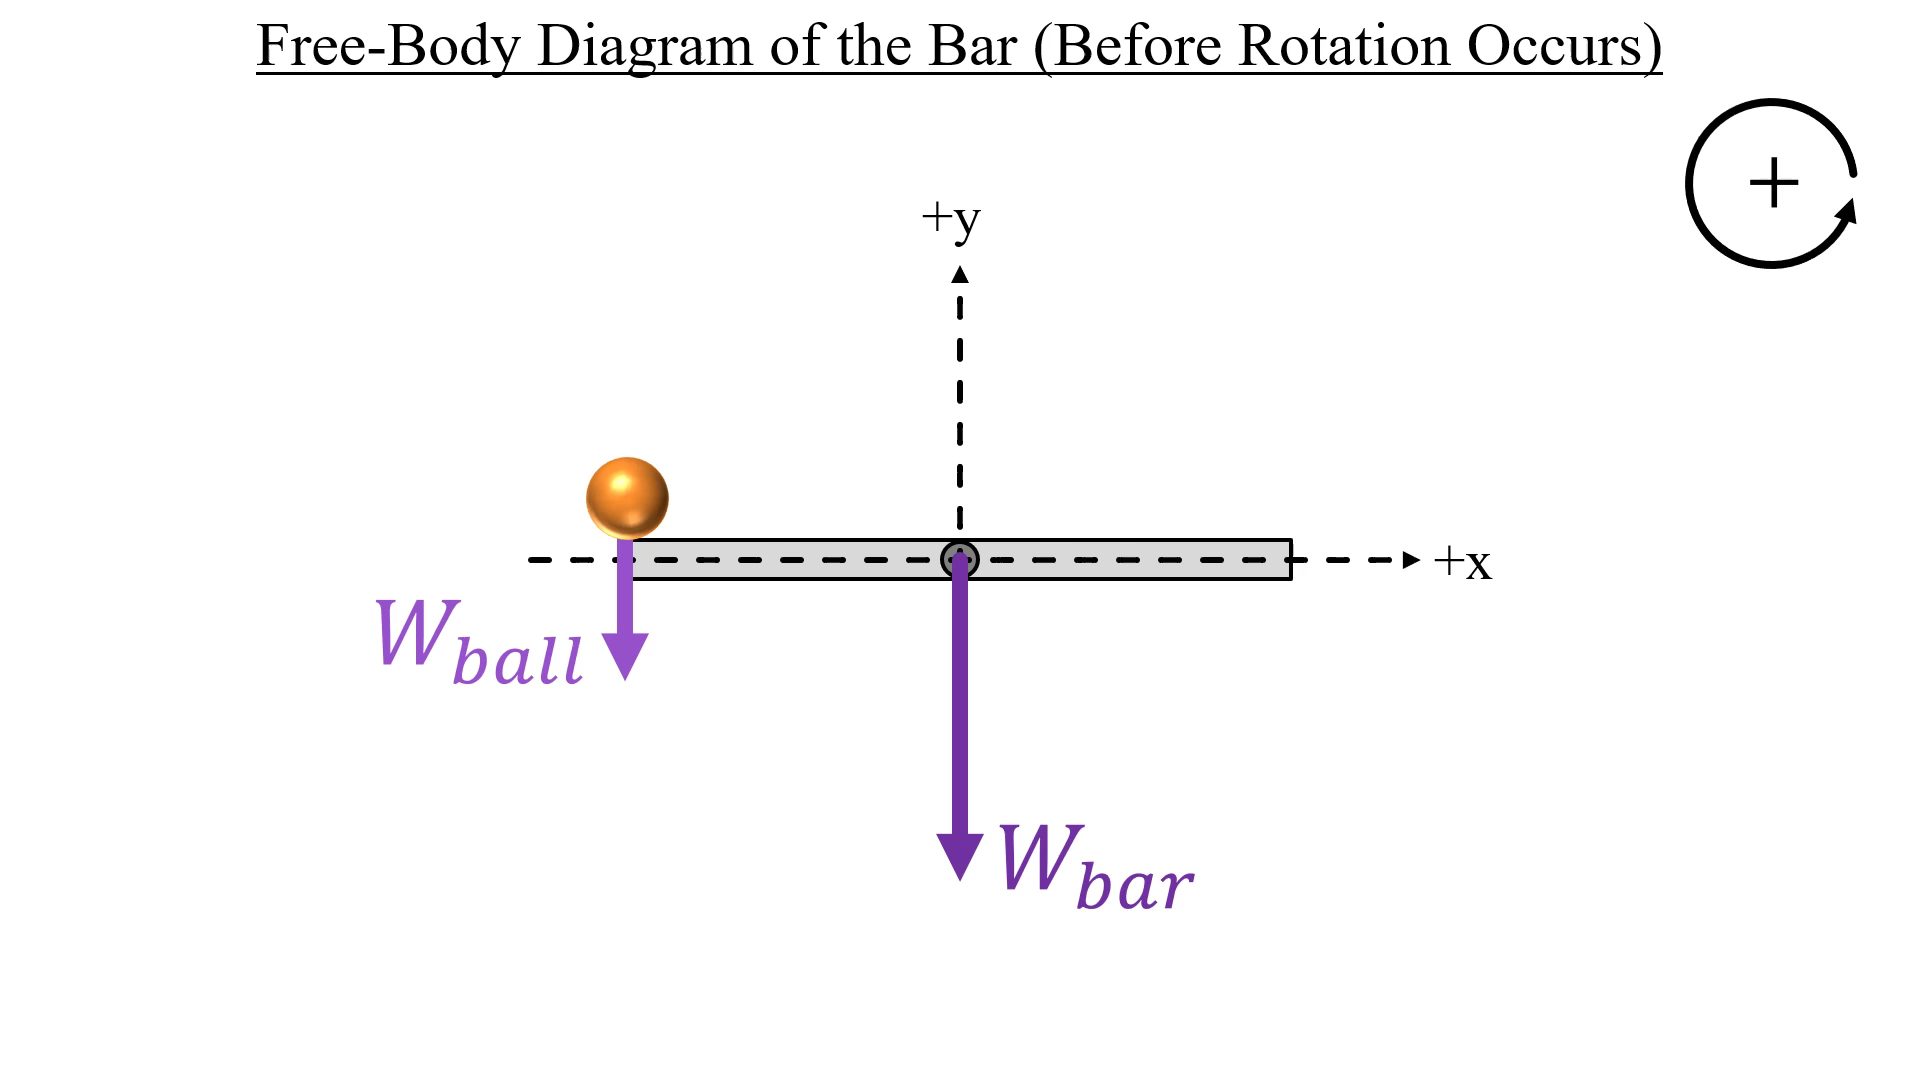 Free-Body Diagram of the Bar (Before Rotation Occurs)
+
+y
+x
W_ball
W_bar